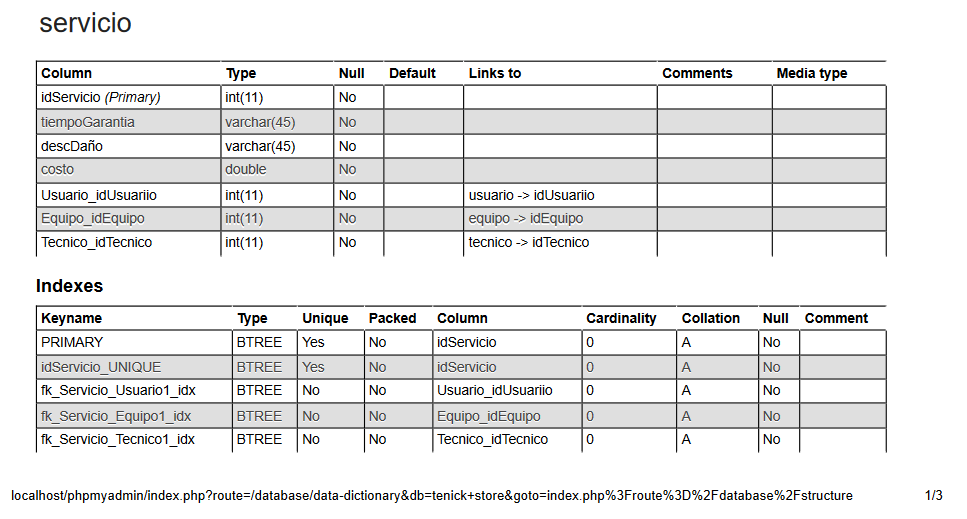 servicio
Column Type Null Default Links to Comments Media type
idServicio (Primary) int(11) No
tiempoGarantia varchar(45) No
descDaño varchar(45) No
costo double No
Usuario_idUsuariio int(11) No usuario -> idUsuariio
Equipo_idEquipo int(11) No equipo -> idEquipo
Tecnico_idTecnico int(11) No tecnico -> idTecnico
Indexes
Keyname Type Unique Packed Column Cardinality Collation Null Comment
PRIMARY BTREE Yes No idServicio 0 A No
idServicio_UNIQUE BTREE Yes No idServicio 0 A No
fk_Servicio_Usuario1_idx BTREE No No Usuario_idUsuariio 0 A No
fk_Servicio_Equipo1_idx BTREE No No Equipo_idEquipo 0 A No
fk_Servicio_Tecnico1_idx BTREE No No Tecnico_idTecnico 0 A No
localhost/phpmyadmin/index.php?route=/database/data-dictionary&db=tenick+store&goto=index.php%3Froute%3D%2Fdatabase%2Fstructure 1/3